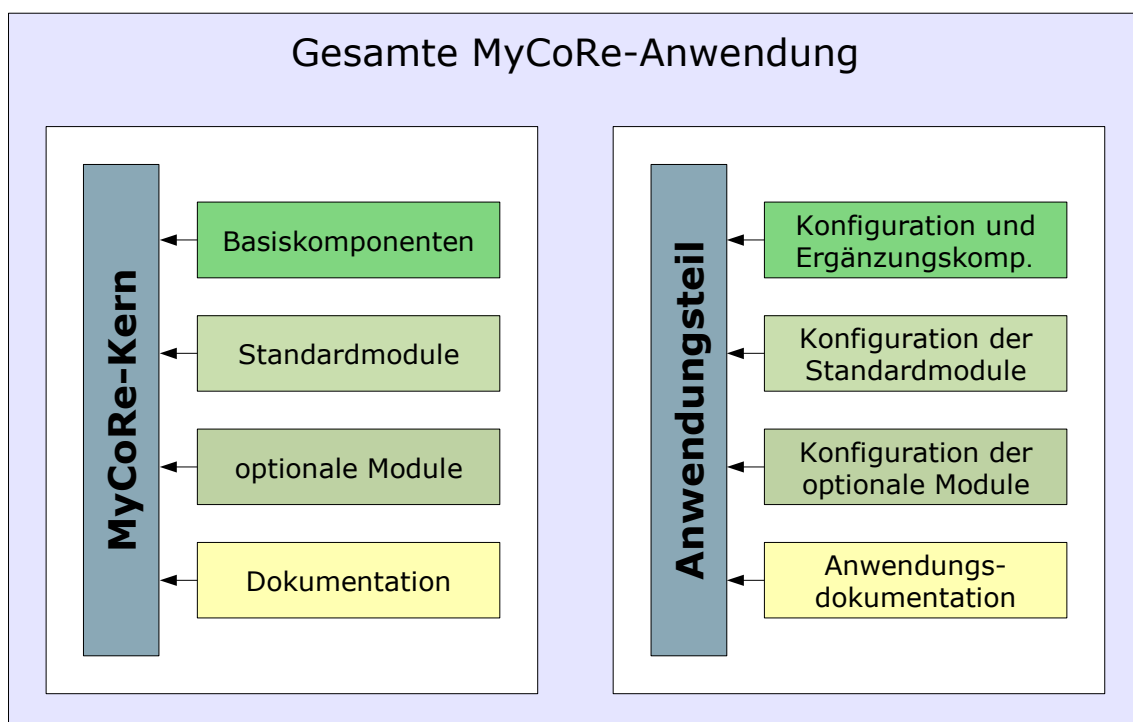 Gesamte MyCoRe-Anwendung
MyCoRe-Kern
Basiskomponenten
Standardmodule
optionale Module
Dokumentation
Anwendungsteil
Konfiguration und
Ergänzungskomp.
Konfiguration der
Standardmodule
Konfiguration der
optionale Module
Anwendungs-
dokumentation